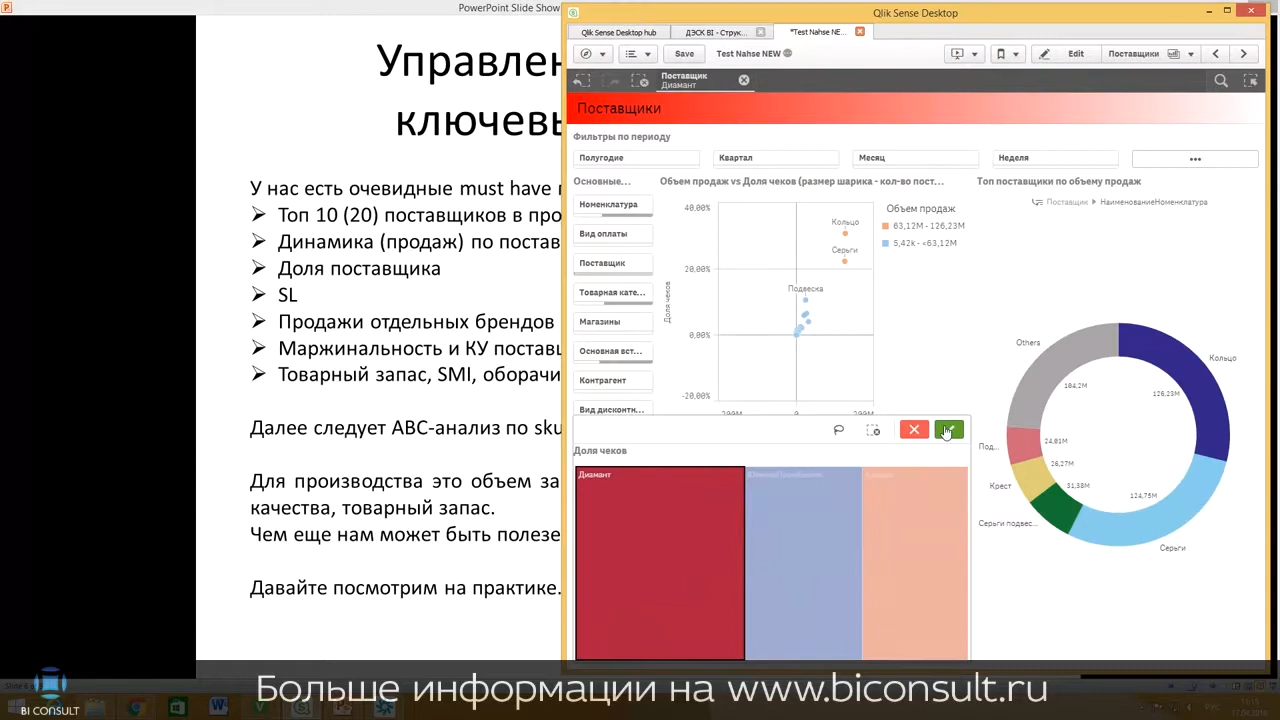 PowerPoint Slide Show
Управлен
ключевы
У нас есть очевидные must have
Топ 10 (20) поставщиков в про
Динамика (продаж) по постав
Доля поставщика
SL
Продажи отдельных брендов
Маржинальность и КУ поставщ
Товарный запас, SMI, оборачи
Далее следует ABC-анализ по sku
Для производства это объем за
качества, товарный запас.
Чем еще нам может быть полезе
Давайте посмотрим на практике.
Qlik Sense Desktop
Qlik Sense Desktop hub
ДЭСК BI - Струк...
*Test Nahse NE...
Save
Test Nahse NEW
Edit
Поставщики
Поставщик
Диамант
Поставщики
Фильтры по периоду
Полугодие
Квартал
Месяц
Неделя
•••
Основные...
Номенклатура
Вид оплаты
Поставщик
Товарная кате...
Магазины
Основная вст...
Контрагент
Вид дисконтн...
Объем продаж vs Доля чеков (размер шарика - кол-во пост...
40,00%
20,00%
0,00%
-20,00%
Доля чеков
Кольцо
Серьги
Подвеска
-200M
0
200M
Объем продаж
63,12M - 126,23M
5,42k - <63,12M
Топ поставщики по объему продаж
Поставщик
НаименованиеНоменклатура
Others
Кольцо
104,2M
126,23M
Под...
24,01M
Крест
26,27M
31,38M
124,75M
Серьги подвес...
Серьги
Доля чеков
Диамант
Больше информации на www.biconsult.ru
BI CONSULT
РУС